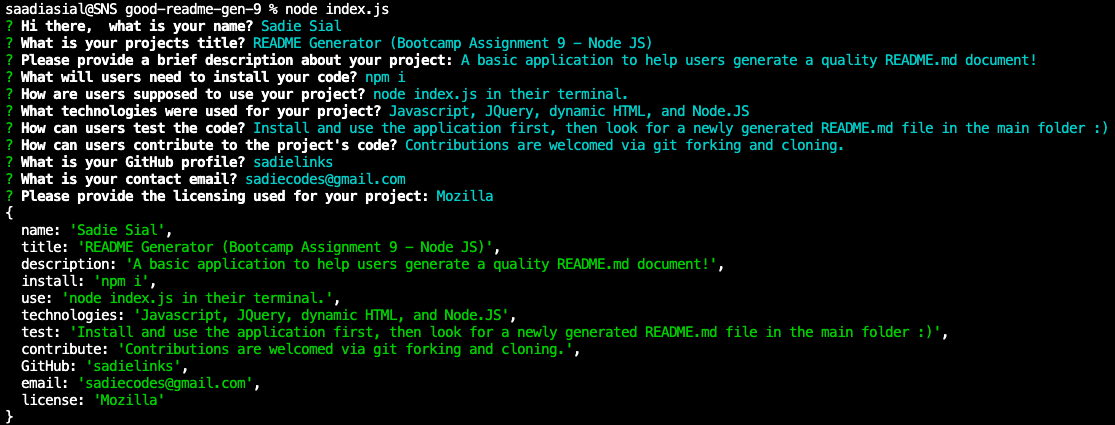 saadiasial@SNS good-readme-gen-9 % node index.js
? Hi there,  what is your name? Sadie Sial
? What is your projects title? README Generator (Bootcamp Assignment 9 - Node JS)
? Please provide a brief description about your project: A basic application to help users generate a quality README.md document!
? What will users need to install your code? npm i
? How are users supposed to use your project? node index.js in their terminal.
? What technologies were used for your project? Javascript, JQuery, dynamic HTML, and Node.JS
? How can users test the code? Install and use the application first, then look for a newly generated README.md file in the main folder :)
? How can users contribute to the project's code? Contributions are welcomed via git forking and cloning.
? What is your GitHub profile? sadielinks
? What is your contact email? sadiecodes@gmail.com
? Please provide the licensing used for your project: Mozilla
{
  name: 'Sadie Sial',
  title: 'README Generator (Bootcamp Assignment 9 - Node JS)',
  description: 'A basic application to help users generate a quality README.md document!',
  install: 'npm i',
  use: 'node index.js in their terminal.',
  technologies: 'Javascript, JQuery, dynamic HTML, and Node.JS',
  test: 'Install and use the application first, then look for a newly generated README.md file in the main folder :)',
  contribute: 'Contributions are welcomed via git forking and cloning.',
  GitHub: 'sadielinks',
  email: 'sadiecodes@gmail.com',
  license: 'Mozilla'
}